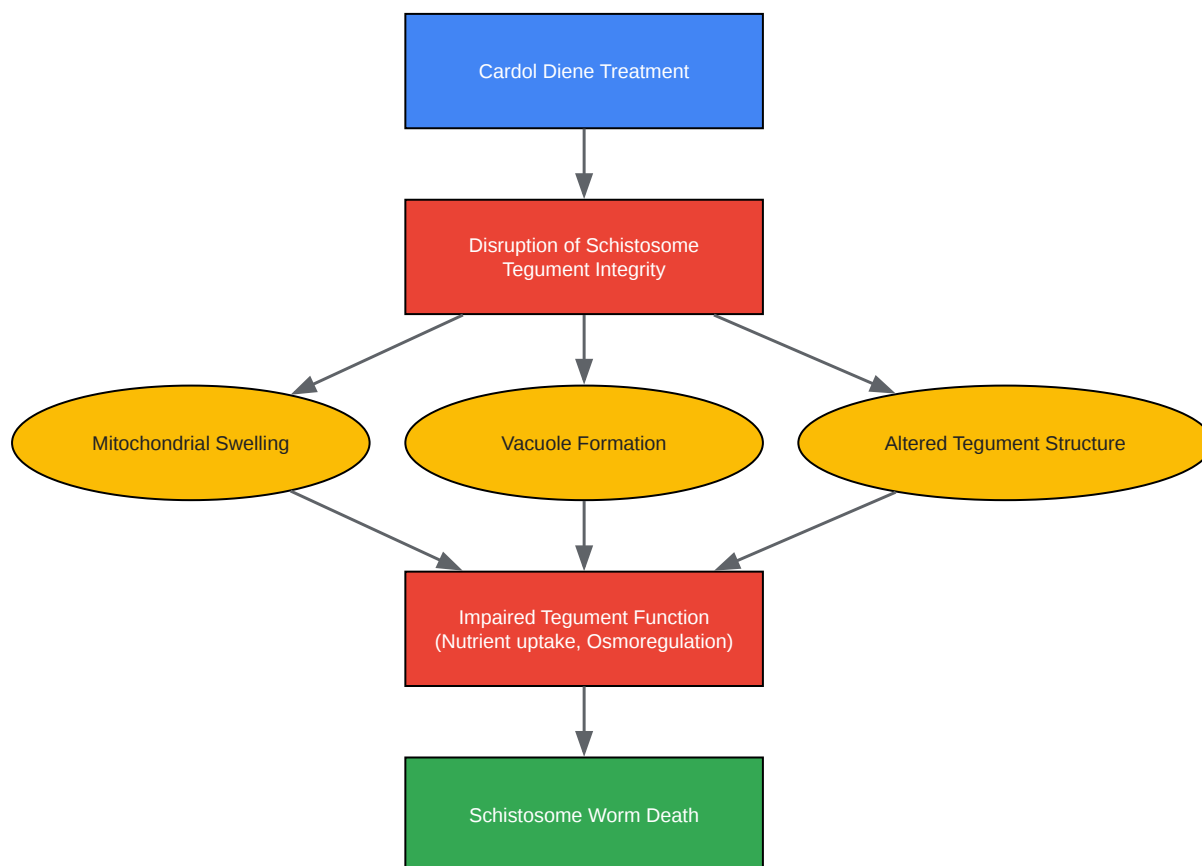 Cardol Diene Treatment
Disruption of Schistosome
Tegument Integrity
Mitochondrial Swelling
Vacuole Formation
Altered Tegument Structure
Impaired Tegument Function
(Nutrient uptake, Osmoregulation)
Schistosome Worm Death